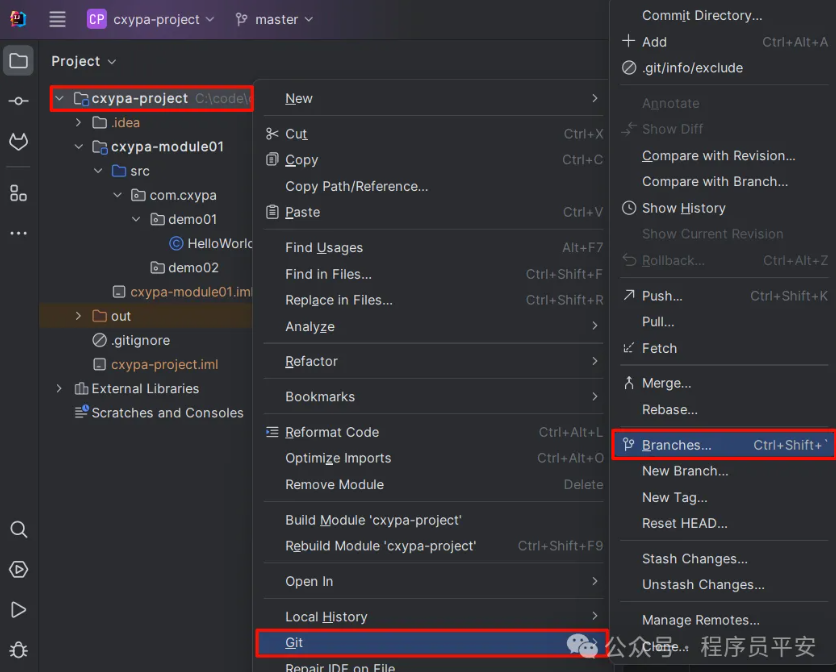 CP cxypa-project master
Project
cxypa-project C:\code\
.idea
cxypa-module01
src
com.cxypa
demo01
HelloWorld
demo02
cxypa-module01.iml
out
.gitignore
cxypa-project.iml
External Libraries
Scratches and Consoles
New
Cut Ctrl+X
Copy Ctrl+C
Copy Path/Reference...
Paste Ctrl+V
Find Usages Alt+F7
Find in Files... Ctrl+Shift+F
Replace in Files... Ctrl+Shift+R
Analyze
Refactor
Bookmarks
Reformat Code Ctrl+Alt+L
Optimize Imports Ctrl+Alt+O
Remove Module Delete
Build Module 'cxypa-project'
Rebuild Module 'cxypa-project' Ctrl+Shift+F9
Open In
Local History
Git
Repair IDE on File
Commit Directory...
Add Ctrl+Alt+A
.git/info/exclude
Annotate
Show Diff
Compare with Revision...
Compare with Branch...
Show History
Show Current Revision
Rollback... Ctrl+Alt+Z
Push... Ctrl+Shift+K
Pull...
Fetch
Merge...
Rebase...
Branches... Ctrl+Shift+`
New Branch...
New Tag...
Reset HEAD...
Stash Changes...
Unstash Changes...
Manage Remotes...
Clone...
公众号 · 程序员平安